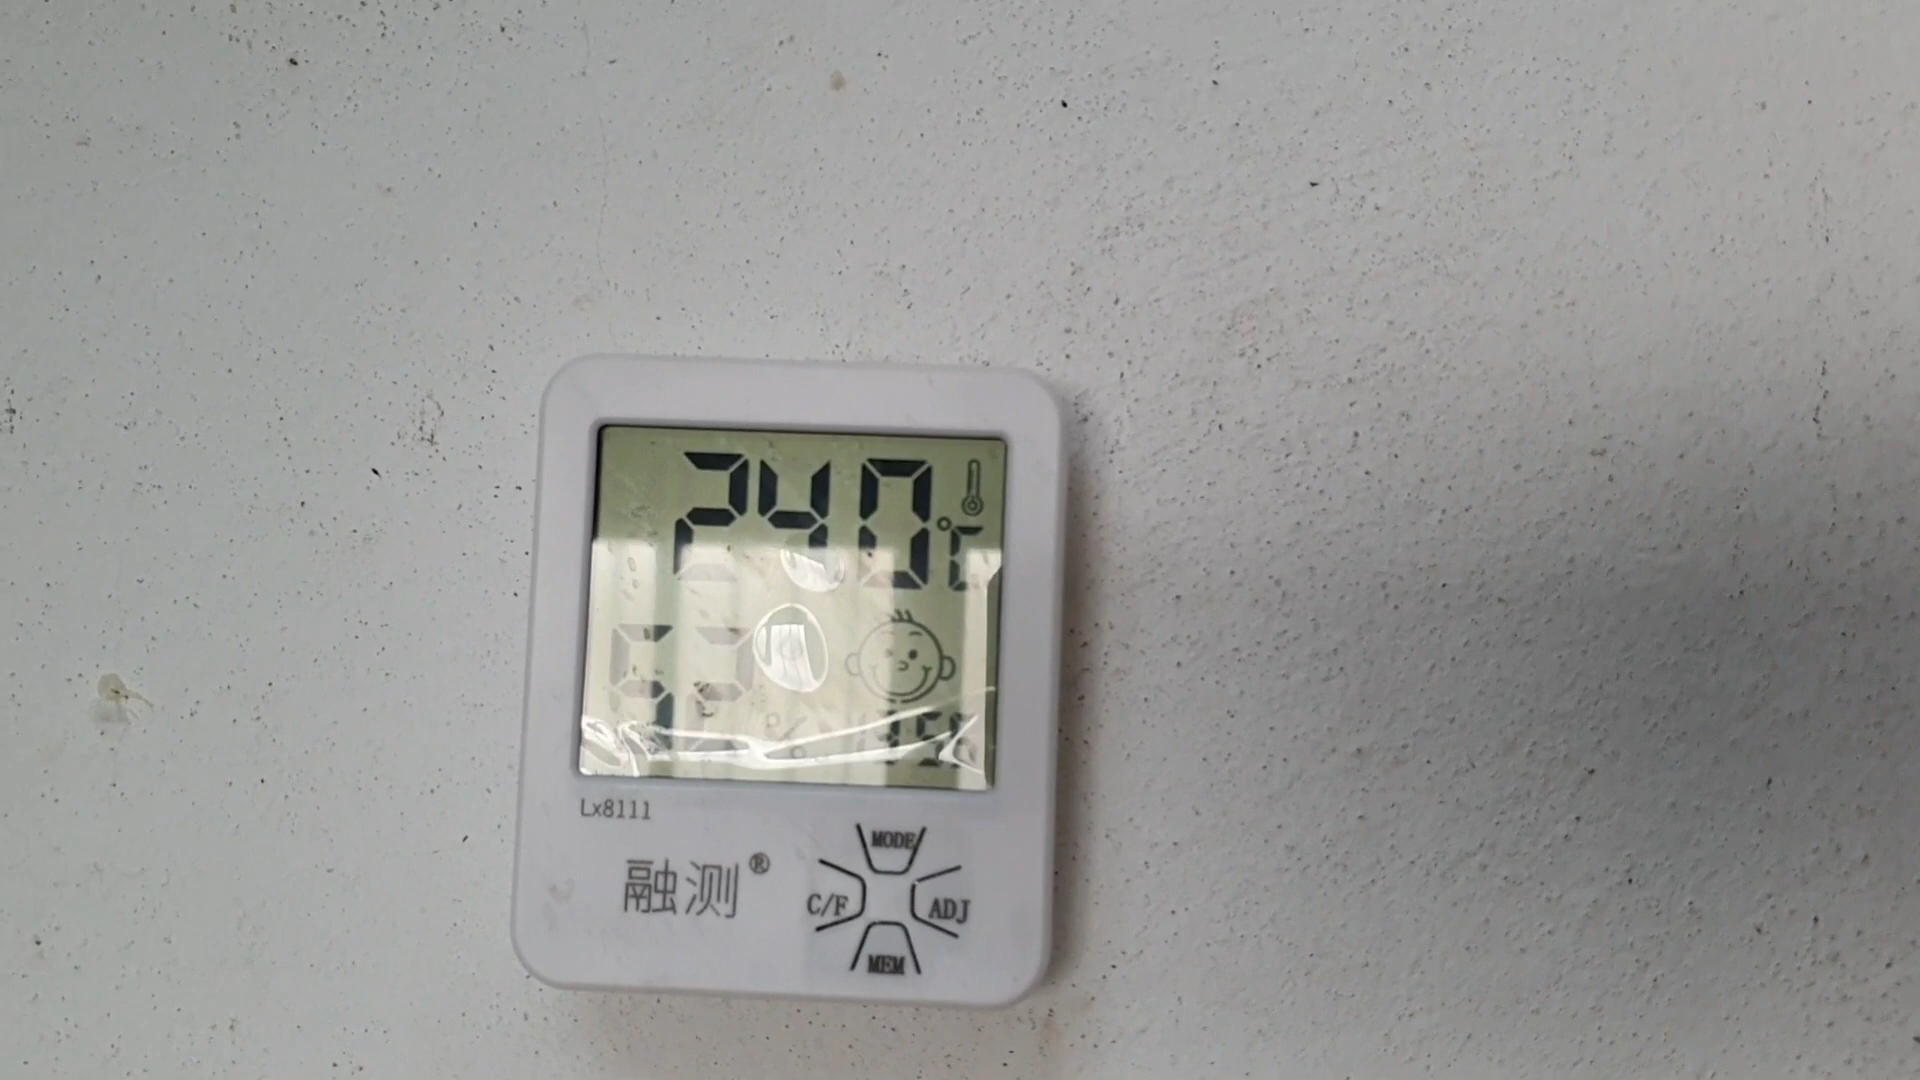 24.0°C
%
Lx8111
融测®
MODE
C/F
ADJ
MEM